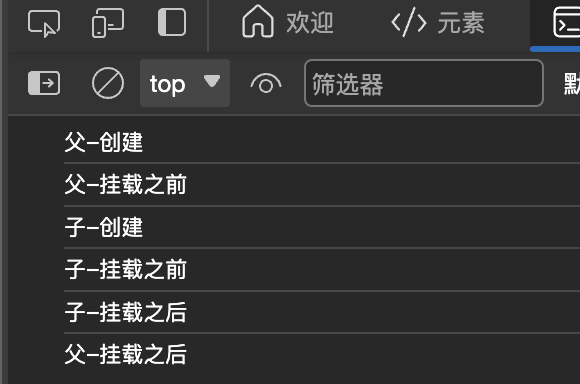 欢迎 </> 元素
top 筛选器
父-创建
父-挂载之前
子-创建
子-挂载之前
子-挂载之后
父-挂载之后